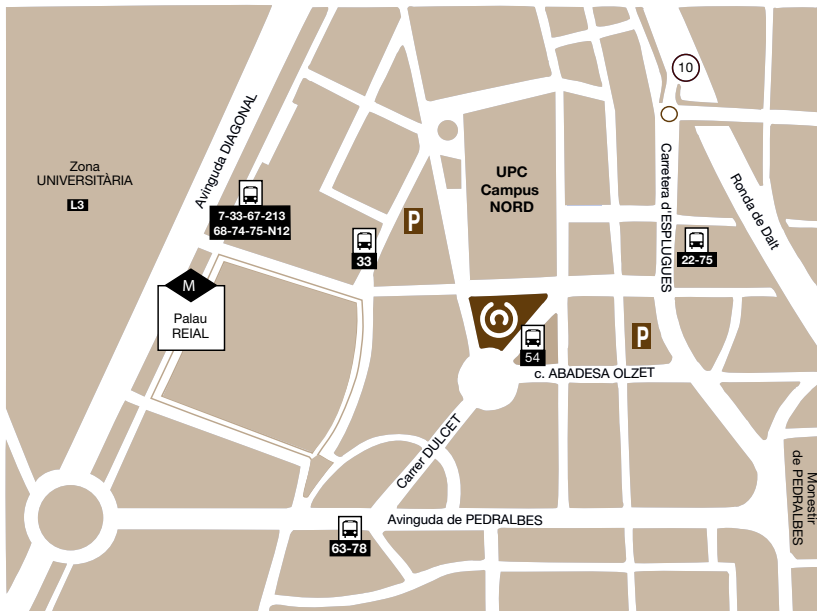 10
Zona
UNIVERSITÀRIA
L3
Avinguda DIAGONAL
UPC
Campus
NORD
Carretera d'ESPLUGUES
Ronda de Dalt
7-33-67-213
68-74-75-N12
P
33
22-75
M
Palau
REIAL
P
54
c. ABADESA OLZET
Carrer DULCET
Monestir
de PEDRALBES
Avinguda de PEDRALBES
63-78